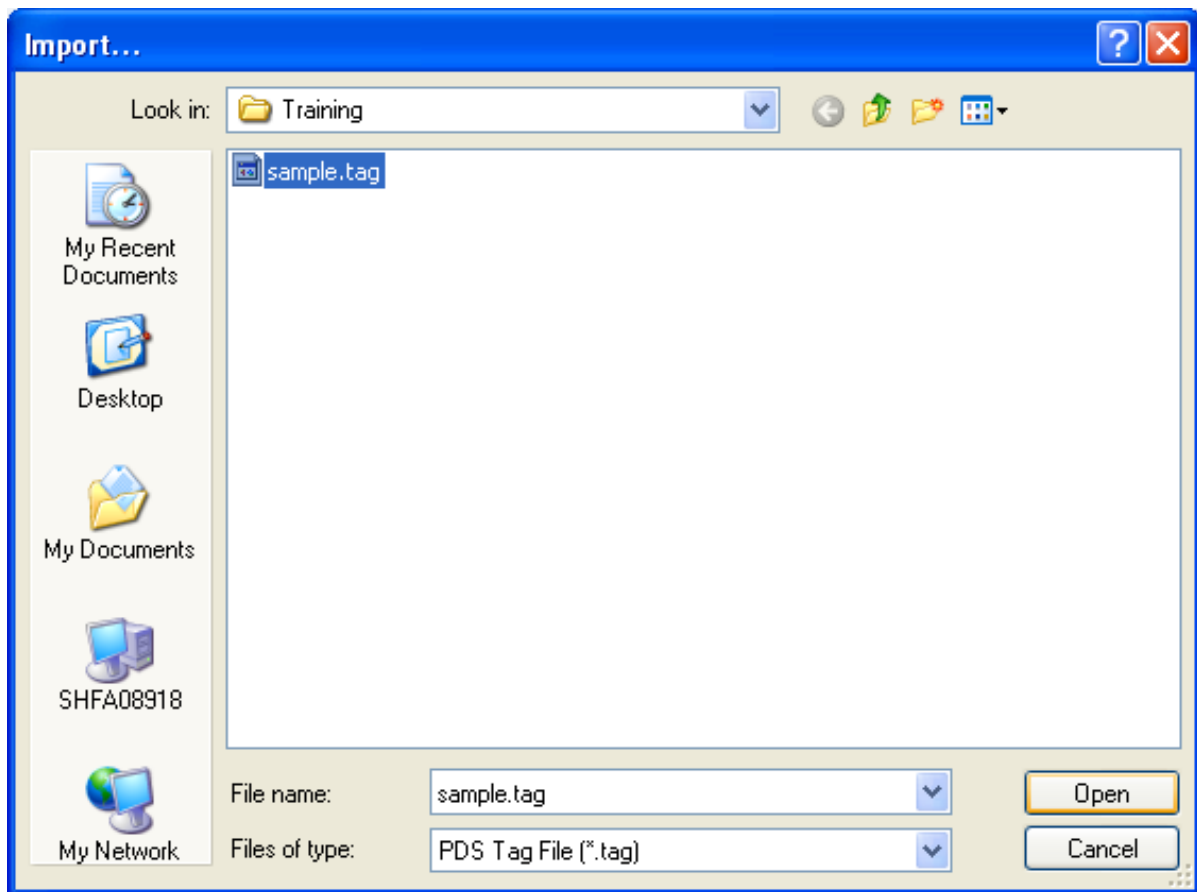 Import...
Look in: Training
sample.tag
My Recent
Documents
Desktop
My Documents
SHFA08918
My Network
File name: sample.tag Open
Files of type: PDS Tag File (*.tag) Cancel